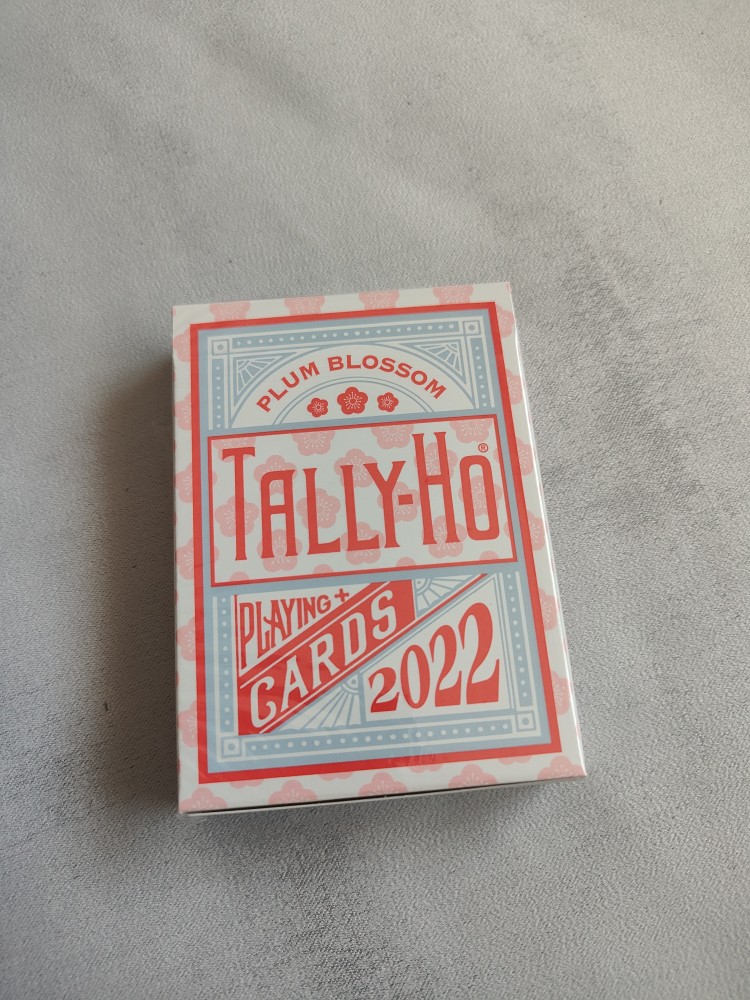 PLUM BLOSSOM
TALLY-HO®
PLAYING +
CARDS
2022